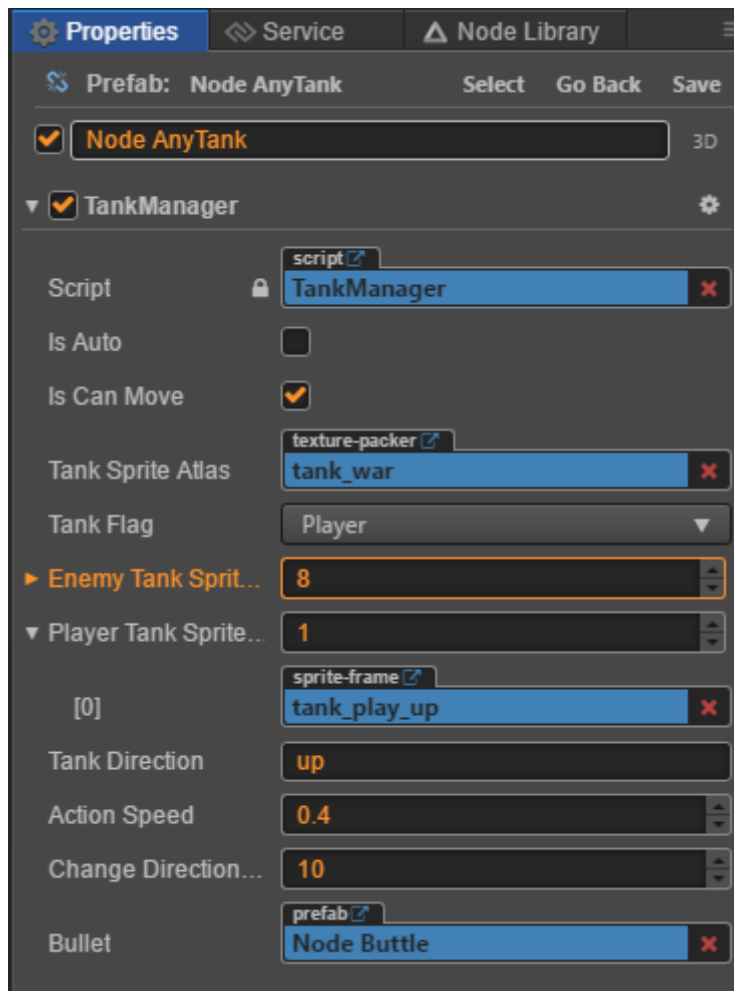 Properties Service Node Library
Prefab: Node AnyTank Select Go Back Save
Node AnyTank 3D
TankManager
script
Script TankManager
Is Auto
Is Can Move
texture-packer
Tank Sprite Atlas tank_war
Tank Flag Player
Enemy Tank Sprit... 8
Player Tank Sprite... 1
sprite-frame
[0] tank_play_up
Tank Direction up
Action Speed 0.4
Change Direction... 10
prefab
Bullet Node Buttle